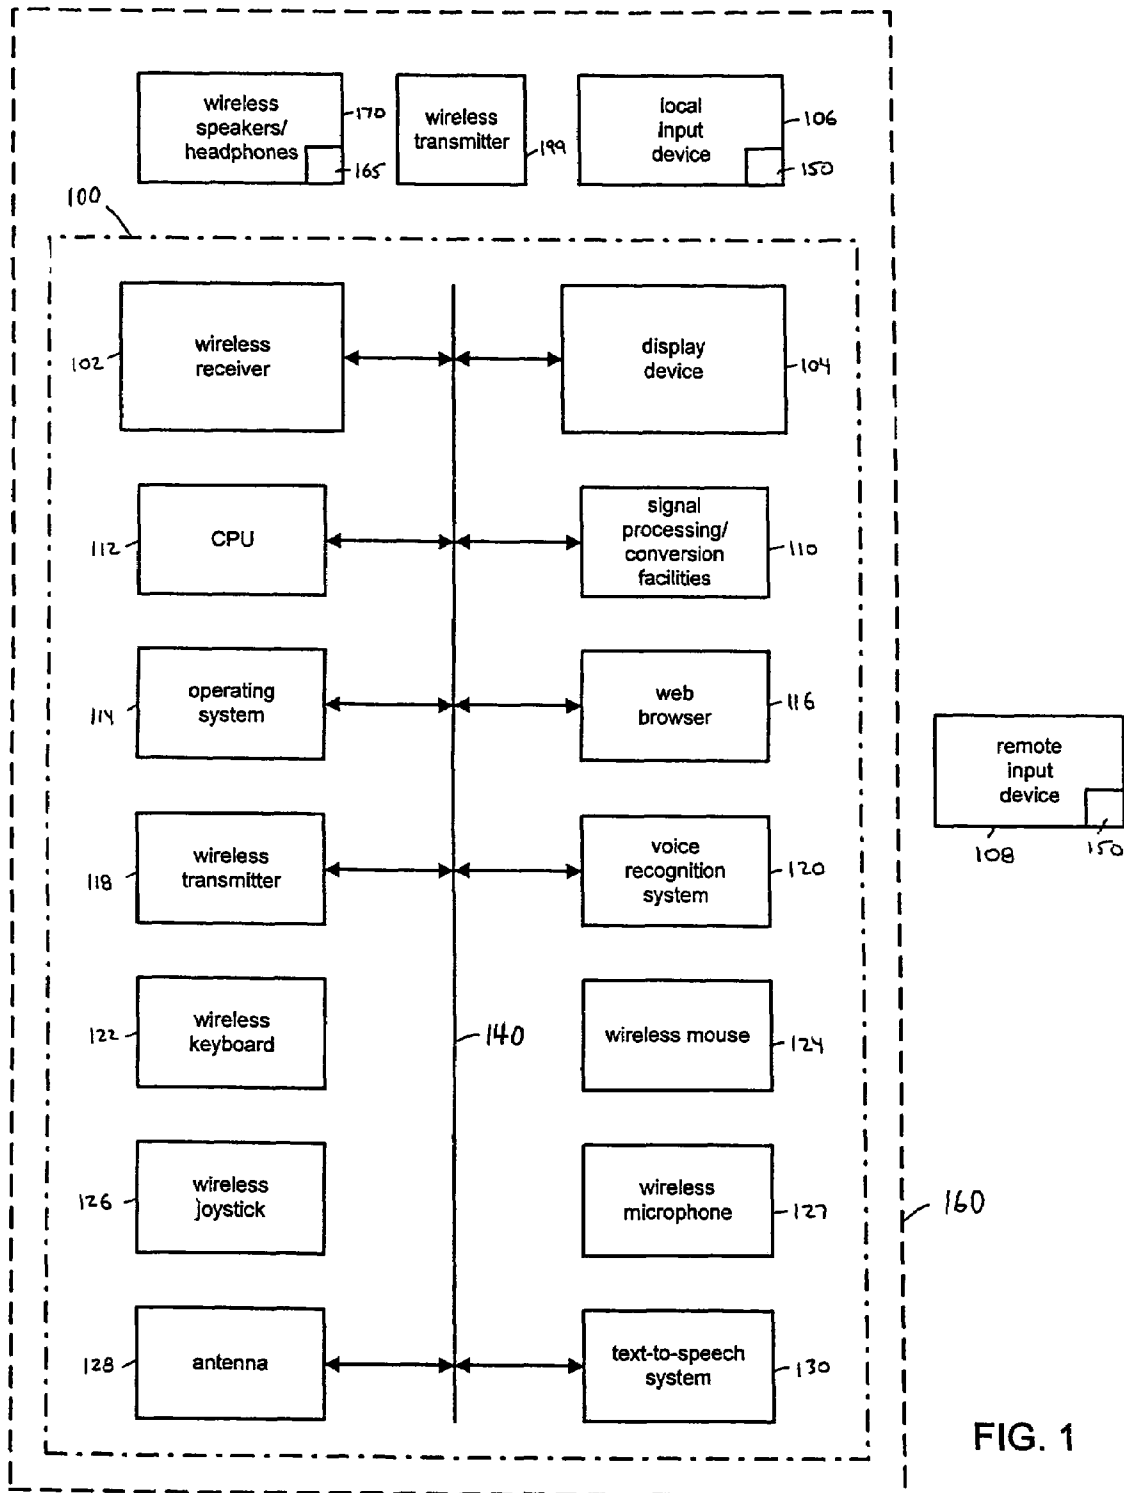 wireless
speakers/
headphones
170
165
wireless
transmitter
199
local
input
device
106
150
100
wireless
receiver
102
display
device
104
CPU
112
signal
processing/
conversion
facilities
110
operating
system
114
web
browser
116
remote
input
device
108
150
wireless
transmitter
118
voice
recognition
system
120
wireless
keyboard
122
140
wireless mouse
124
wireless
joystick
126
wireless
microphone
127
160
antenna
128
text-to-speech
system
130
FIG. 1